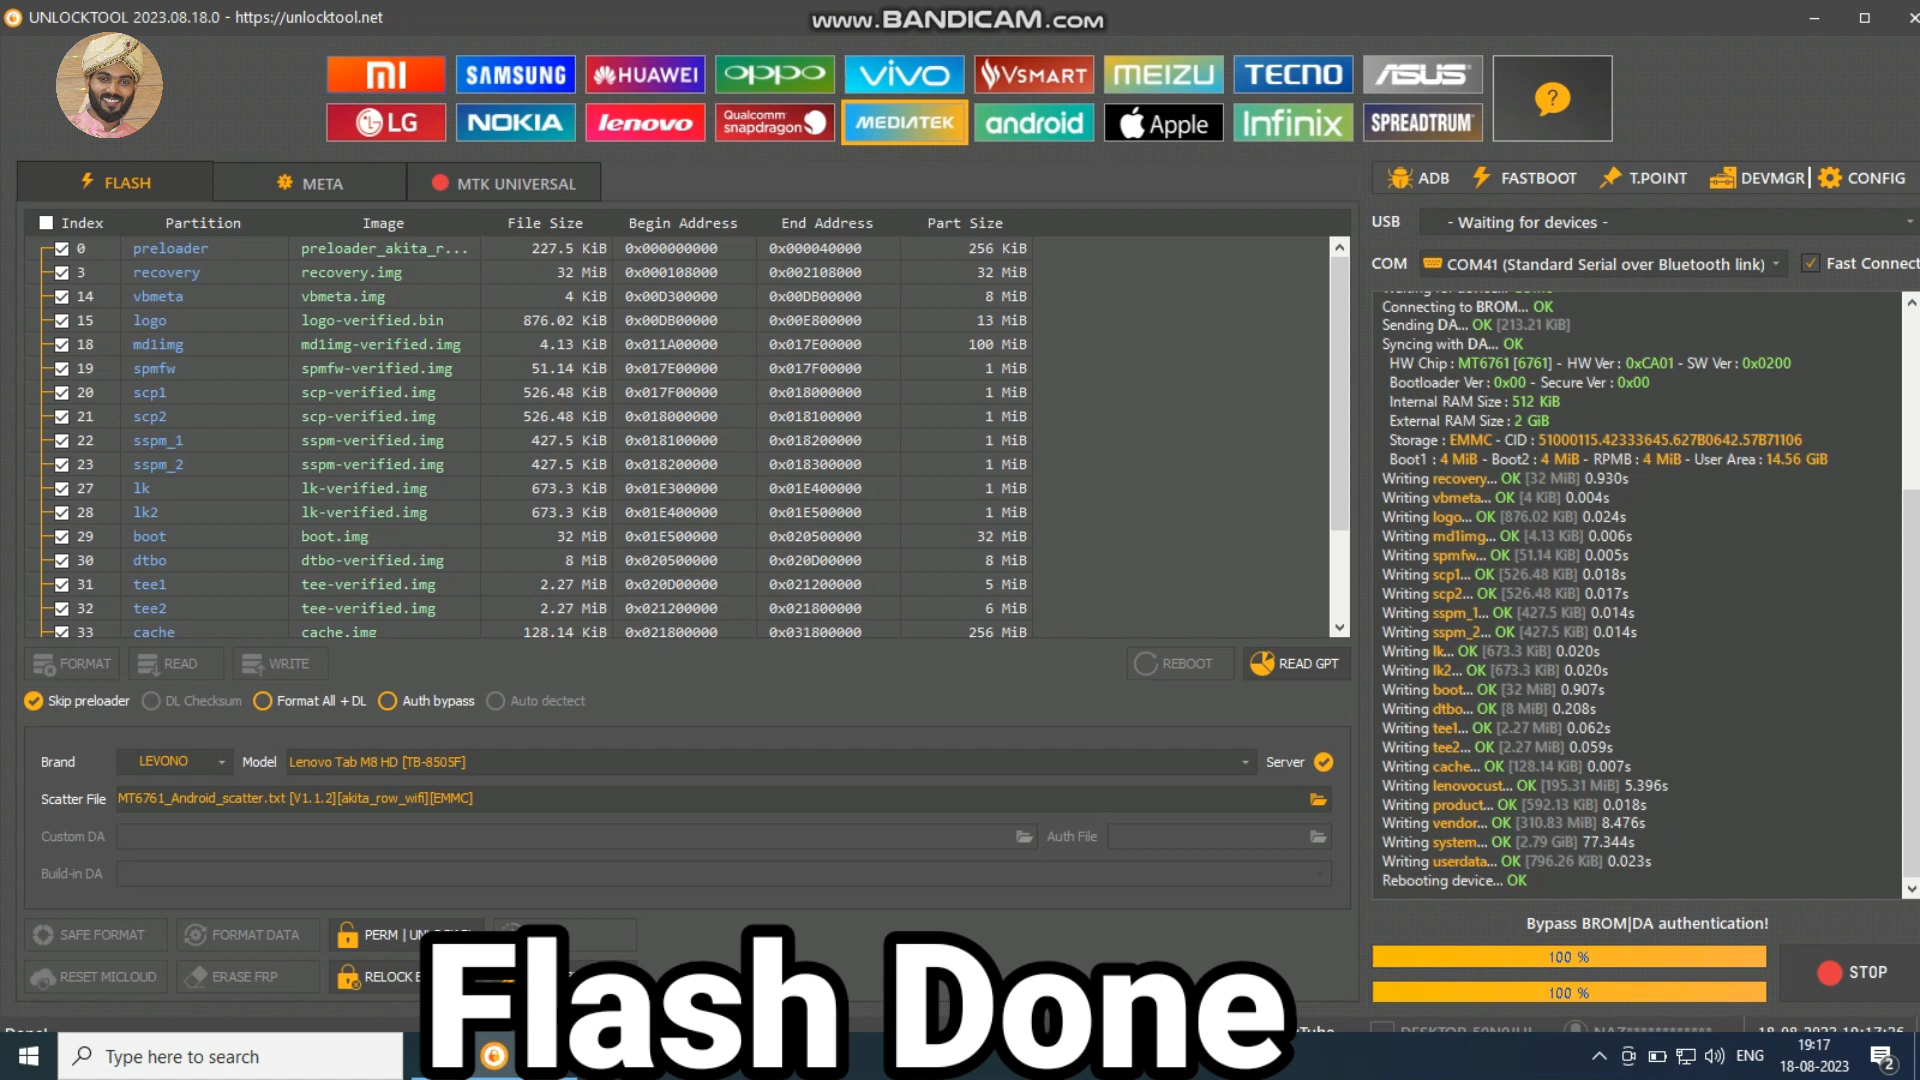 UNLOCKTOOL 2023.08.18.0 - https://unlocktool.net
www.BANDICAM.com
MI SAMSUNG HUAWEI OPPO vivo VSMART MEIZU TECNO ASUS
LG NOKIA lenovo Qualcomm snapdragon MEDIATEK android Apple Infinix SPREADTRUM
?
FLASH META MTK UNIVERSAL
ADB FASTBOOT T.POINT DEVMGR CONFIG
Index Partition Image File Size Begin Address End Address Part Size
0 preloader preloader_akita_r... 227.5 KiB 0x000000000 0x000040000 256 KiB
3 recovery recovery.img 32 MiB 0x000108000 0x002108000 32 MiB
14 vbmeta vbmeta.img 4 KiB 0x00D300000 0x00DB00000 8 MiB
15 logo logo-verified.bin 876.02 KiB 0x00DB00000 0x00E800000 13 MiB
18 md1img md1img-verified.img 4.13 KiB 0x011A00000 0x017E00000 100 MiB
19 spmfw spmfw-verified.img 51.14 KiB 0x017E00000 0x017F00000 1 MiB
20 scp1 scp-verified.img 526.48 KiB 0x017F00000 0x018000000 1 MiB
21 scp2 scp-verified.img 526.48 KiB 0x018000000 0x018100000 1 MiB
22 sspm_1 sspm-verified.img 427.5 KiB 0x018100000 0x018200000 1 MiB
23 sspm_2 sspm-verified.img 427.5 KiB 0x018200000 0x018300000 1 MiB
27 lk lk-verified.img 673.3 KiB 0x01E300000 0x01E400000 1 MiB
28 lk2 lk-verified.img 673.3 KiB 0x01E400000 0x01E500000 1 MiB
29 boot boot.img 32 MiB 0x01E500000 0x020500000 32 MiB
30 dtbo dtbo-verified.img 8 MiB 0x020500000 0x020D00000 8 MiB
31 tee1 tee-verified.img 2.27 MiB 0x020D00000 0x021200000 5 MiB
32 tee2 tee-verified.img 2.27 MiB 0x021200000 0x021800000 6 MiB
33 cache cache.img 128.14 KiB 0x021800000 0x031800000 256 MiB
FORMAT READ WRITE REBOOT READ GPT
Skip preloader DL Checksum Format All + DL Auth bypass Auto dectect
Brand LEVONO Model Lenovo Tab M8 HD [TB-8505F] Server
Scatter File MT6761_Android_scatter.txt [V1.1.2][akita_row_wifi][EMMC]
Custom DA Auth File
Build-in DA
SAFE FORMAT FORMAT DATA PERM |
RESET MICLOUD ERASE FRP RELOCK
USB - Waiting for devices -
COM COM41 (Standard Serial over Bluetooth link) Fast Connect
Connecting to BROM... OK
Sending DA... OK [213.21 KiB]
Syncing with DA... OK
HW Chip : MT6761 [6761] - HW Ver : 0xCA01 - SW Ver : 0x0200
Bootloader Ver : 0x00 - Secure Ver : 0x00
Internal RAM Size : 512 KiB
External RAM Size : 2 GiB
Storage : EMMC - CID : 51000115.42333645.627B0642.57B71106
Boot1 : 4 MiB - Boot2 : 4 MiB - RPMB : 4 MiB - User Area : 14.56 GiB
Writing recovery... OK [32 MiB] 0.930s
Writing vbmeta... OK [4 KiB] 0.004s
Writing logo... OK [876.02 KiB] 0.024s
Writing md1img... OK [4.13 KiB] 0.006s
Writing spmfw... OK [51.14 KiB] 0.005s
Writing scp1... OK [526.48 KiB] 0.018s
Writing scp2... OK [526.48 KiB] 0.017s
Writing sspm_1... OK [427.5 KiB] 0.014s
Writing sspm_2... OK [427.5 KiB] 0.014s
Writing lk... OK [673.3 KiB] 0.020s
Writing lk2... OK [673.3 KiB] 0.020s
Writing boot... OK [32 MiB] 0.907s
Writing dtbo... OK [8 MiB] 0.208s
Writing tee1... OK [2.27 MiB] 0.062s
Writing tee2... OK [2.27 MiB] 0.059s
Writing cache... OK [128.14 KiB] 0.007s
Writing lenovocust... OK [195.31 MiB] 5.396s
Writing product... OK [592.13 KiB] 0.018s
Writing vendor... OK [310.83 MiB] 8.476s
Writing system... OK [2.79 GiB] 77.344s
Writing userdata... OK [796.26 KiB] 0.023s
Rebooting device... OK
Bypass BROM|DA authentication!
100 %
100 %
STOP
Flash Done
Type here to search
ENG
19:17
18-08-2023
2